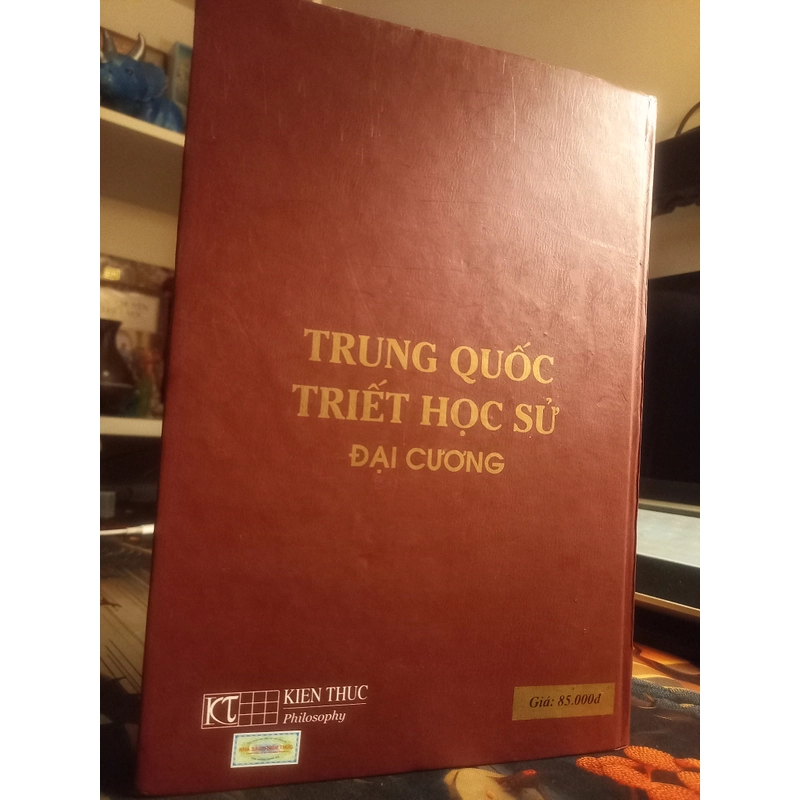 TRUNG QUỐC
TRIẾT HỌC SỬ
ĐẠI CƯƠNG
KT
KIEN THUC
Philosophy
Giá: 85.000đ